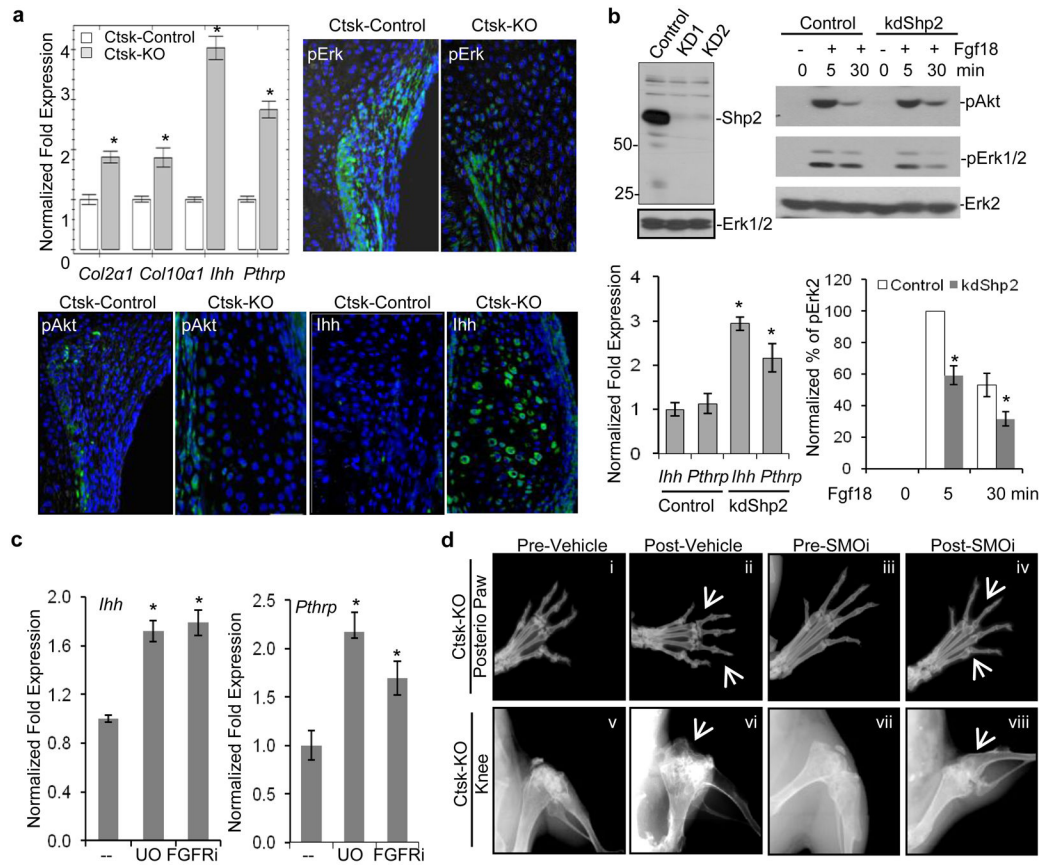 a
Normalized Fold Expression
4
3
2
1
0
Ctsk-Control
Ctsk-KO
* * * *
Col2α1 Col10α1 Ihh Pthrp
Ctsk-Control Ctsk-KO
pErk pErk
Ctsk-Control Ctsk-KO Ctsk-Control Ctsk-KO
pAkt pAkt Ihh Ihh
b
Control KD1 KD2
-Shp2
50-
25-
-Erk1/2
Control kdShp2
- + + - + + Fgf18
0 5 30 0 5 30 min
-pAkt
-pErk1/2
-Erk2
Normalized Fold Expression
4
3
2
1
0
* *
Ihh Pthrp Ihh Pthrp
Control kdShp2
Normalized % of pErk2
120
100
80
60
40
20
0
Control kdShp2
* *
Fgf18 0 5 30 min
c
Normalized Fold Expression
2.0
1.6
1.2
0.8
0.4
0.0
Ihh
* *
-- UO FGFRi
Normalized Fold Expression
2.5
2.0
1.5
1.0
0.5
0.0
Pthrp
* *
-- UO FGFRi
d
Pre-Vehicle Post-Vehicle Pre-SMOi Post-SMOi
Ctsk-KO
Posterio Paw
i ii iii iv
Ctsk-KO
Knee
v vi vii viii